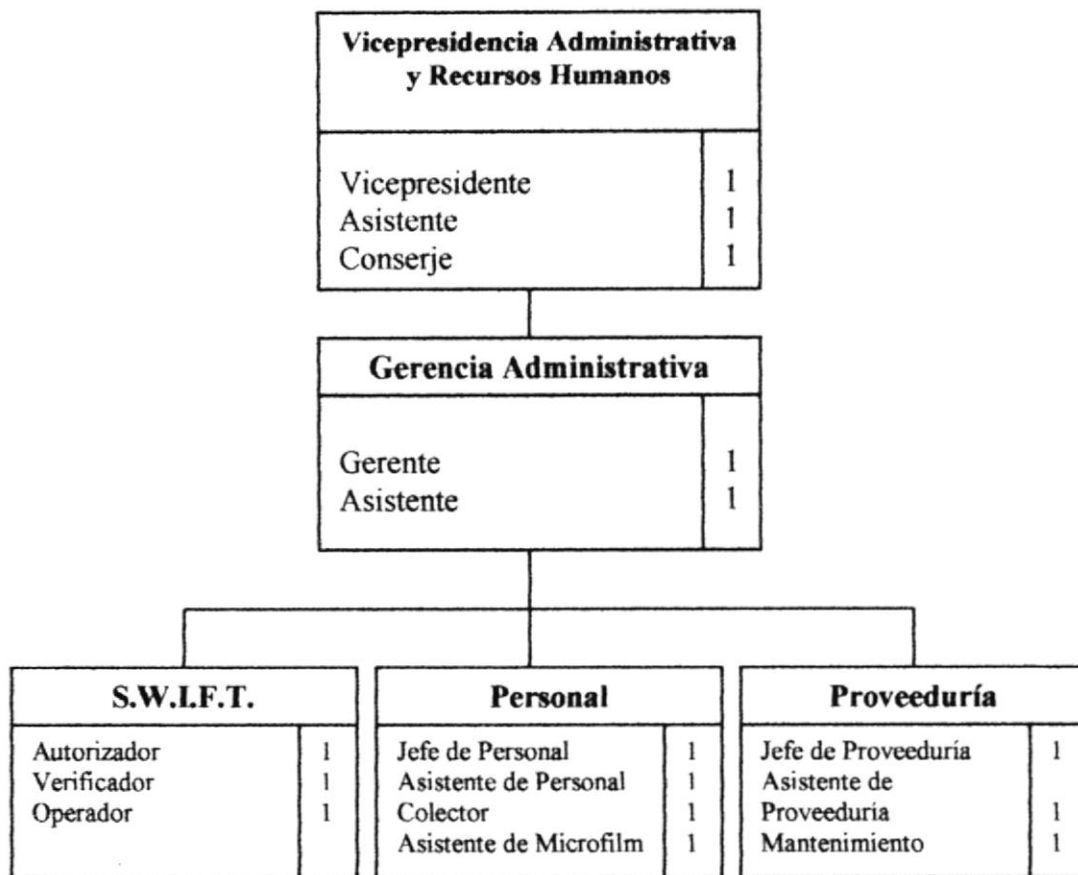 Vicepresidencia Administrativa
y Recursos Humanos
Vicepresidente 1
Asistente 1
Conserje 1
Gerencia Administrativa
Gerente 1
Asistente 1
S.W.I.F.T.
Autorizador 1
Verificador 1
Operador 1
Personal
Jefe de Personal 1
Asistente de Personal 1
Colector 1
Asistente de Microfilm 1
Proveeduría
Jefe de Proveeduría 1
Asistente de
Proveeduría 1
Mantenimiento 1